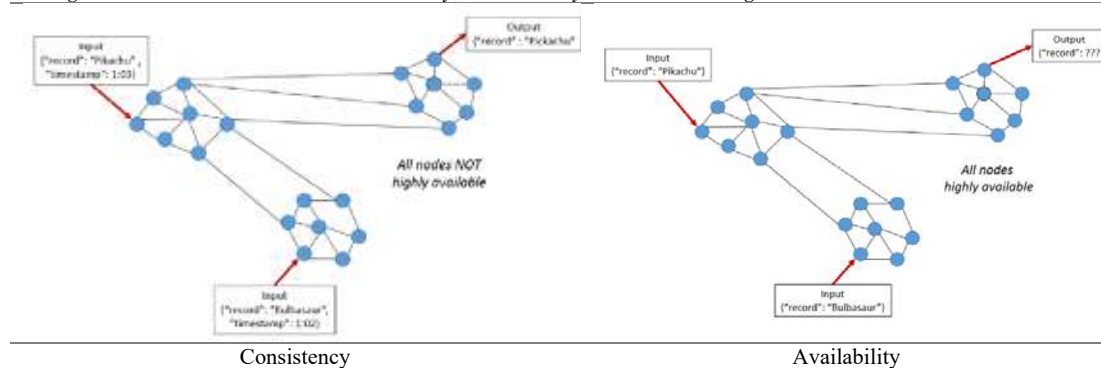 Input
{"record": "Pikachu" ,
"timestamp": 1:03}
Output
{"record" : "Pickachu"
All nodes NOT
highly available
Input
{"record": "Bulbasaur",
"timestamp": 1:02}
Consistency
Input
{"record": "Pikachu"}
Output
{"record": ???
All nodes
highly available
Input
{"record": "Bulbasaur"}
Availability